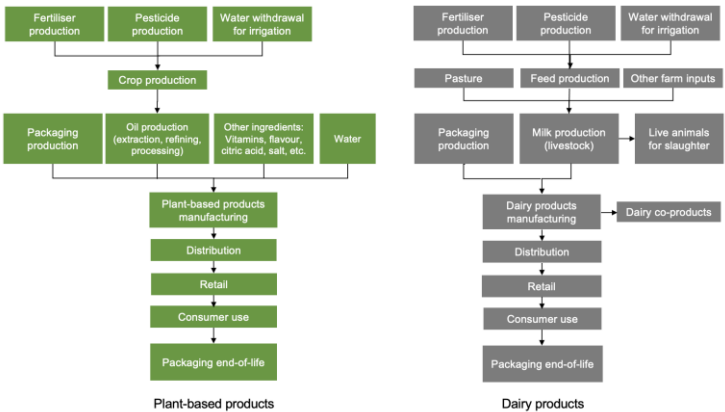 Fertiliser
production
Pesticide
production
Water withdrawal
for irrigation
Crop production
Packaging
production
Oil production
(extraction, refining,
processing)
Other ingredients:
Vitamins, flavour,
citric acid, salt, etc.
Water
Plant-based products
manufacturing
Distribution
Retail
Consumer use
Packaging end-of-life
Plant-based products
Fertiliser
production
Pesticide
production
Water withdrawal
for irrigation
Pasture
Feed production
Other farm inputs
Packaging
production
Milk production
(livestock)
Live animals
for slaughter
Dairy products
manufacturing
Dairy co-products
Distribution
Retail
Consumer use
Packaging end-of-life
Dairy products